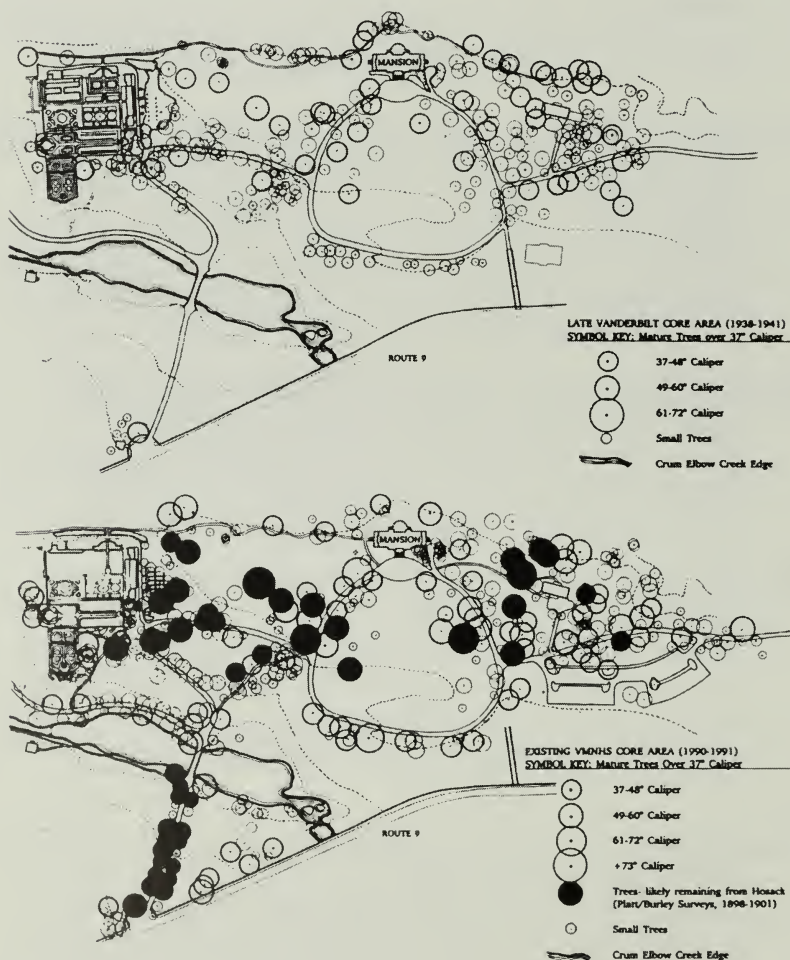 MANSION
ROUTE 9
LATE VANDERBILT CORE AREA (1938-1941)
SYMBOL KEY: Mature Trees over 37" Caliper
37-48" Caliper
49-60" Caliper
61-72" Caliper
Small Trees
Crum Elbow Creek Edge
MANSION
ROUTE 9
EXISTING VMNHS CORE AREA (1990-1991)
SYMBOL KEY: Mature Trees Over 37" Caliper
37-48" Caliper
49-60" Caliper
61-72" Caliper
+73" Caliper
Trees- likely remaining from Hosack
(Platt/Burley Surveys, 1898-1901)
Small Trees
Crum Elbow Creek Edge